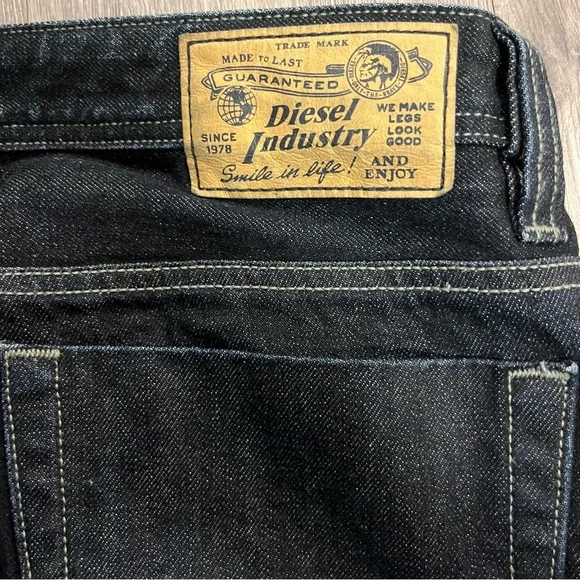 TRADE MARK
MADE TO LAST
GUARANTEED
Diesel
Industry
SINCE
1978
WE MAKE
LEGS
LOOK
GOOD
AND
ENJOY
Smile in life!